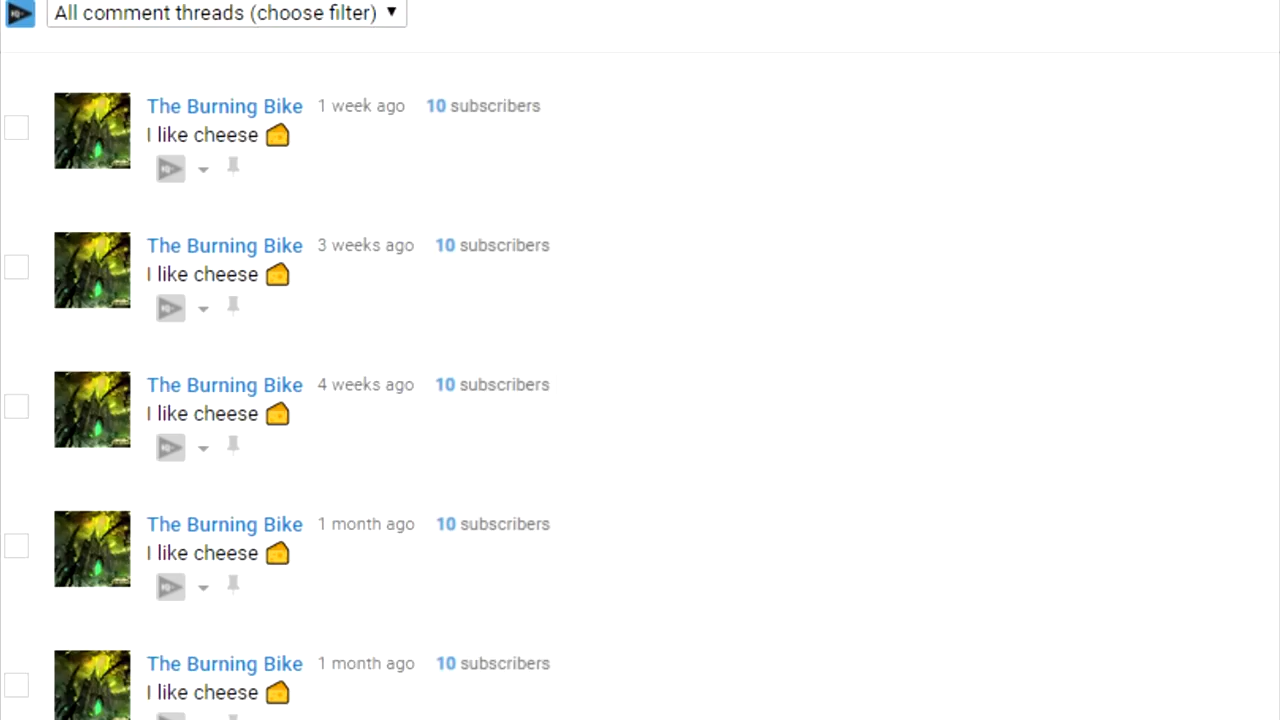 All comment threads (choose filter) ▼
The Burning Bike 1 week ago 10 subscribers
I like cheese 🧀
The Burning Bike 3 weeks ago 10 subscribers
I like cheese 🧀
The Burning Bike 4 weeks ago 10 subscribers
I like cheese 🧀
The Burning Bike 1 month ago 10 subscribers
I like cheese 🧀
The Burning Bike 1 month ago 10 subscribers
I like cheese 🧀